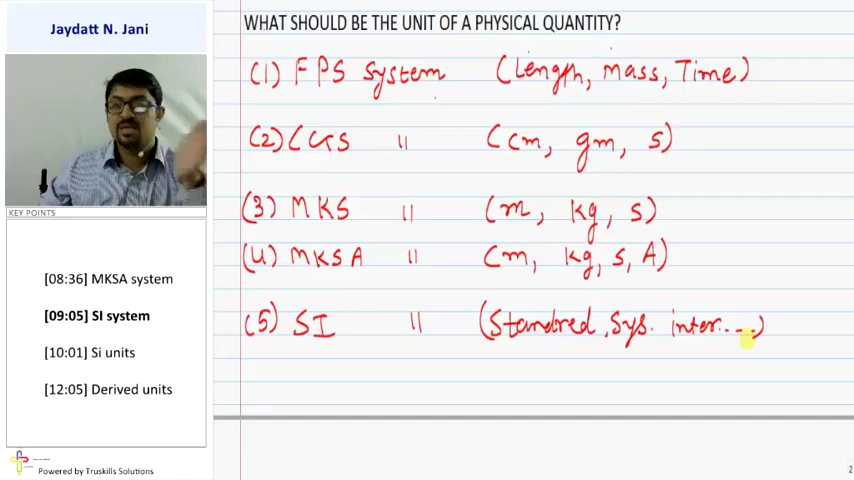 Jaydatt N. Jani
WHAT SHOULD BE THE UNIT OF A PHYSICAL QUANTITY?
(1) FPS System (Length, Mass, Time)
(2) CGS " (cm, gm, s)
(3) MKS " (m, kg, s)
(4) MKSA " (m, kg, s, A)
(5) SI " (Standred Sys. inter....)
KEY POINTS
[08:36] MKSA system
[09:05] SI system
[10:01] Si units
[12:05] Derived units
Powered by Truskills Solutions
2